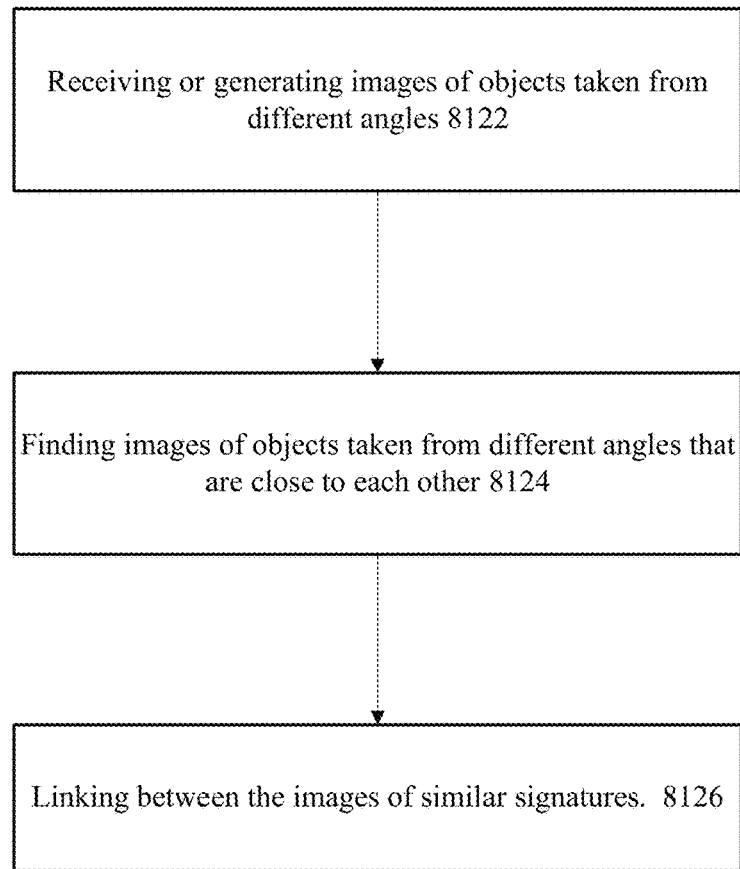 Receiving or generating images of objects taken from
different angles 8122
Finding images of objects taken from different angles that
are close to each other 8124
Linking between the images of similar signatures.  8126